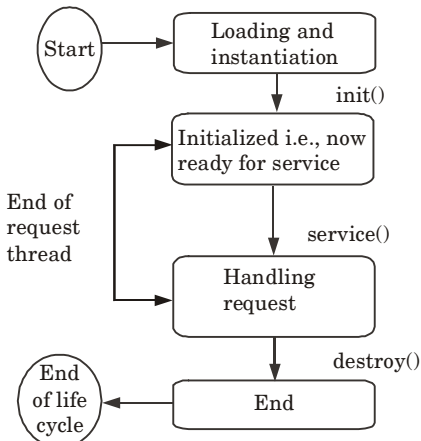 Start
Loading and
instantiation
init()
Initialized i.e., now
ready for service
End of
request
thread
service()
Handling
request
destroy()
End
of life
cycle
End